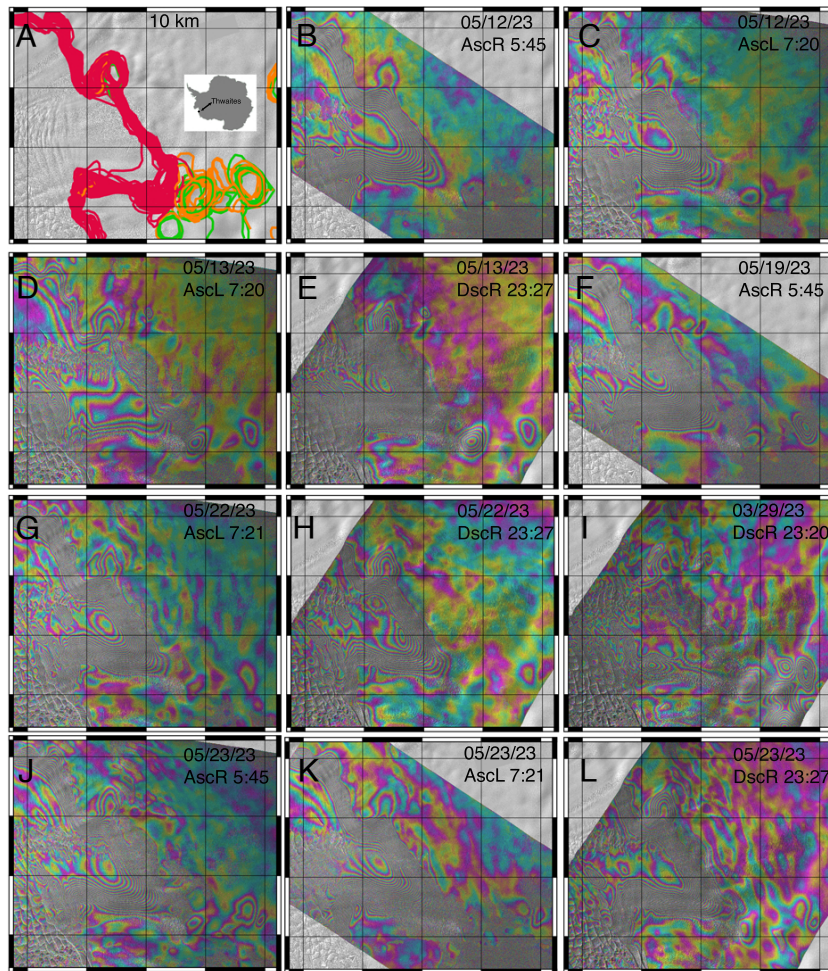 A
10 km
Thwaites
B
05/12/23
AscR 5:45
C
05/12/23
AscL 7:20
D
05/13/23
AscL 7:20
E
05/13/23
DscR 23:27
F
05/19/23
AscR 5:45
G
05/22/23
AscL 7:21
H
05/22/23
DscR 23:27
I
03/29/23
DscR 23:20
J
05/23/23
AscR 5:45
K
05/23/23
AscL 7:21
L
05/23/23
DscR 23:27